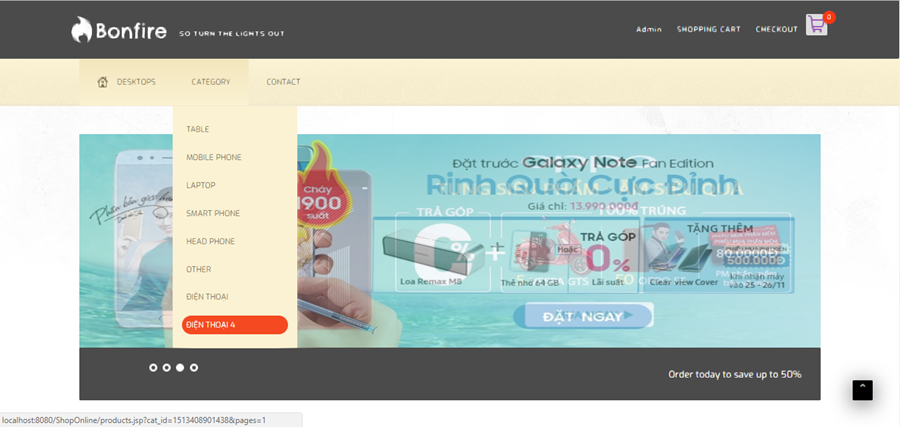 Bonfire
SO TURN THE LIGHTS OUT
Admin SHOPPING CART CHECKOUT 0
DESKTOPS CATEGORY CONTACT
TABLE
MOBILE PHONE
LAPTOP
SMART PHONE
HEAD PHONE
OTHER
ĐIỆN THOẠI
ĐIỆN THOẠI 4
Đặt trước Galaxy Note Fan Edition
Rinh Quà Cực Đỉnh
Giá chỉ: 13.990.000đ
100% TRÚNG
Cháy
1900
suất
TRẢ GÓP
0%
+
Hoặc
TRẢ GÓP
0%
TẶNG THÊM
500.000Đ
Loa Remax M8
Thẻ nhớ 64 GB
Lãi suất
Clear view Cover
khi nhận máy
vào 25 - 26/11
ĐẶT NGAY
Order today to save up to 50%
localhost:8080/ShopOnline/products.jsp?cat_id=1513408901438&pages=1